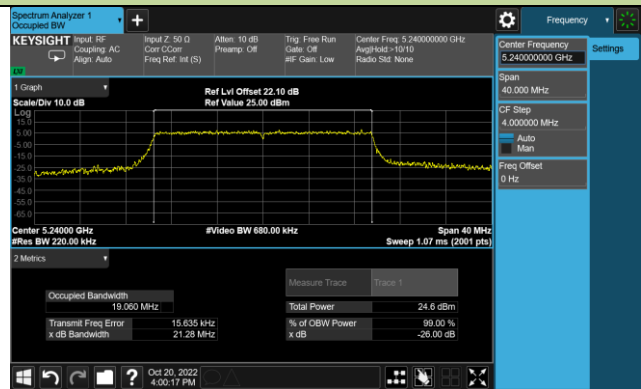 Spectrum Analyzer 1
Occupied BW
Frequency
KEYSIGHT
Input: RF
Coupling: AC
Align: Auto
Input Z: 50 Ω
Corr CCorr
Freq Ref: Int (S)
Atten: 10 dB
Preamp: Off
Trig: Free Run
Gate: Off
#IF Gain: Low
Center Freq: 5.240000000 GHz
Avg|Hold:>10/10
Radio Std: None
LXI
Center Frequency
5.240000000 GHz
Settings
Span
40.000 MHz
CF Step
4.000000 MHz
Auto
Man
Freq Offset
0 Hz
1 Graph
Scale/Div 10.0 dB
Ref Lvl Offset 22.10 dB
Ref Value 25.00 dBm
Log
15.0
5.00
-5.00
-15.0
-25.0
-35.0
-45.0
-55.0
-65.0
Center 5.24000 GHz
#Res BW 220.00 kHz
#Video BW 680.00 kHz
Span 40 MHz
Sweep 1.07 ms (2001 pts)
2 Metrics
Measure Trace
Trace 1
Occupied Bandwidth
19.060 MHz
Total Power
24.6 dBm
Transmit Freq Error
15.635 kHz
% of OBW Power
99.00 %
x dB Bandwidth
21.28 MHz
x dB
-26.00 dB
Oct 20, 2022
4:00:17 PM